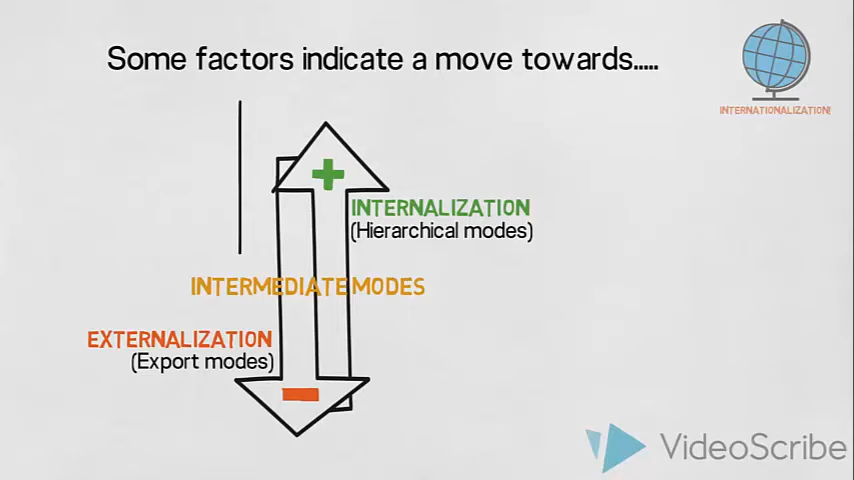 Some factors indicate a move towards.....
INTERNATIONALIZATION!
INTERNALIZATION
(Hierarchical modes)
INTERMEDIATE MODES
EXTERNALIZATION
(Export modes)
VideoScribe